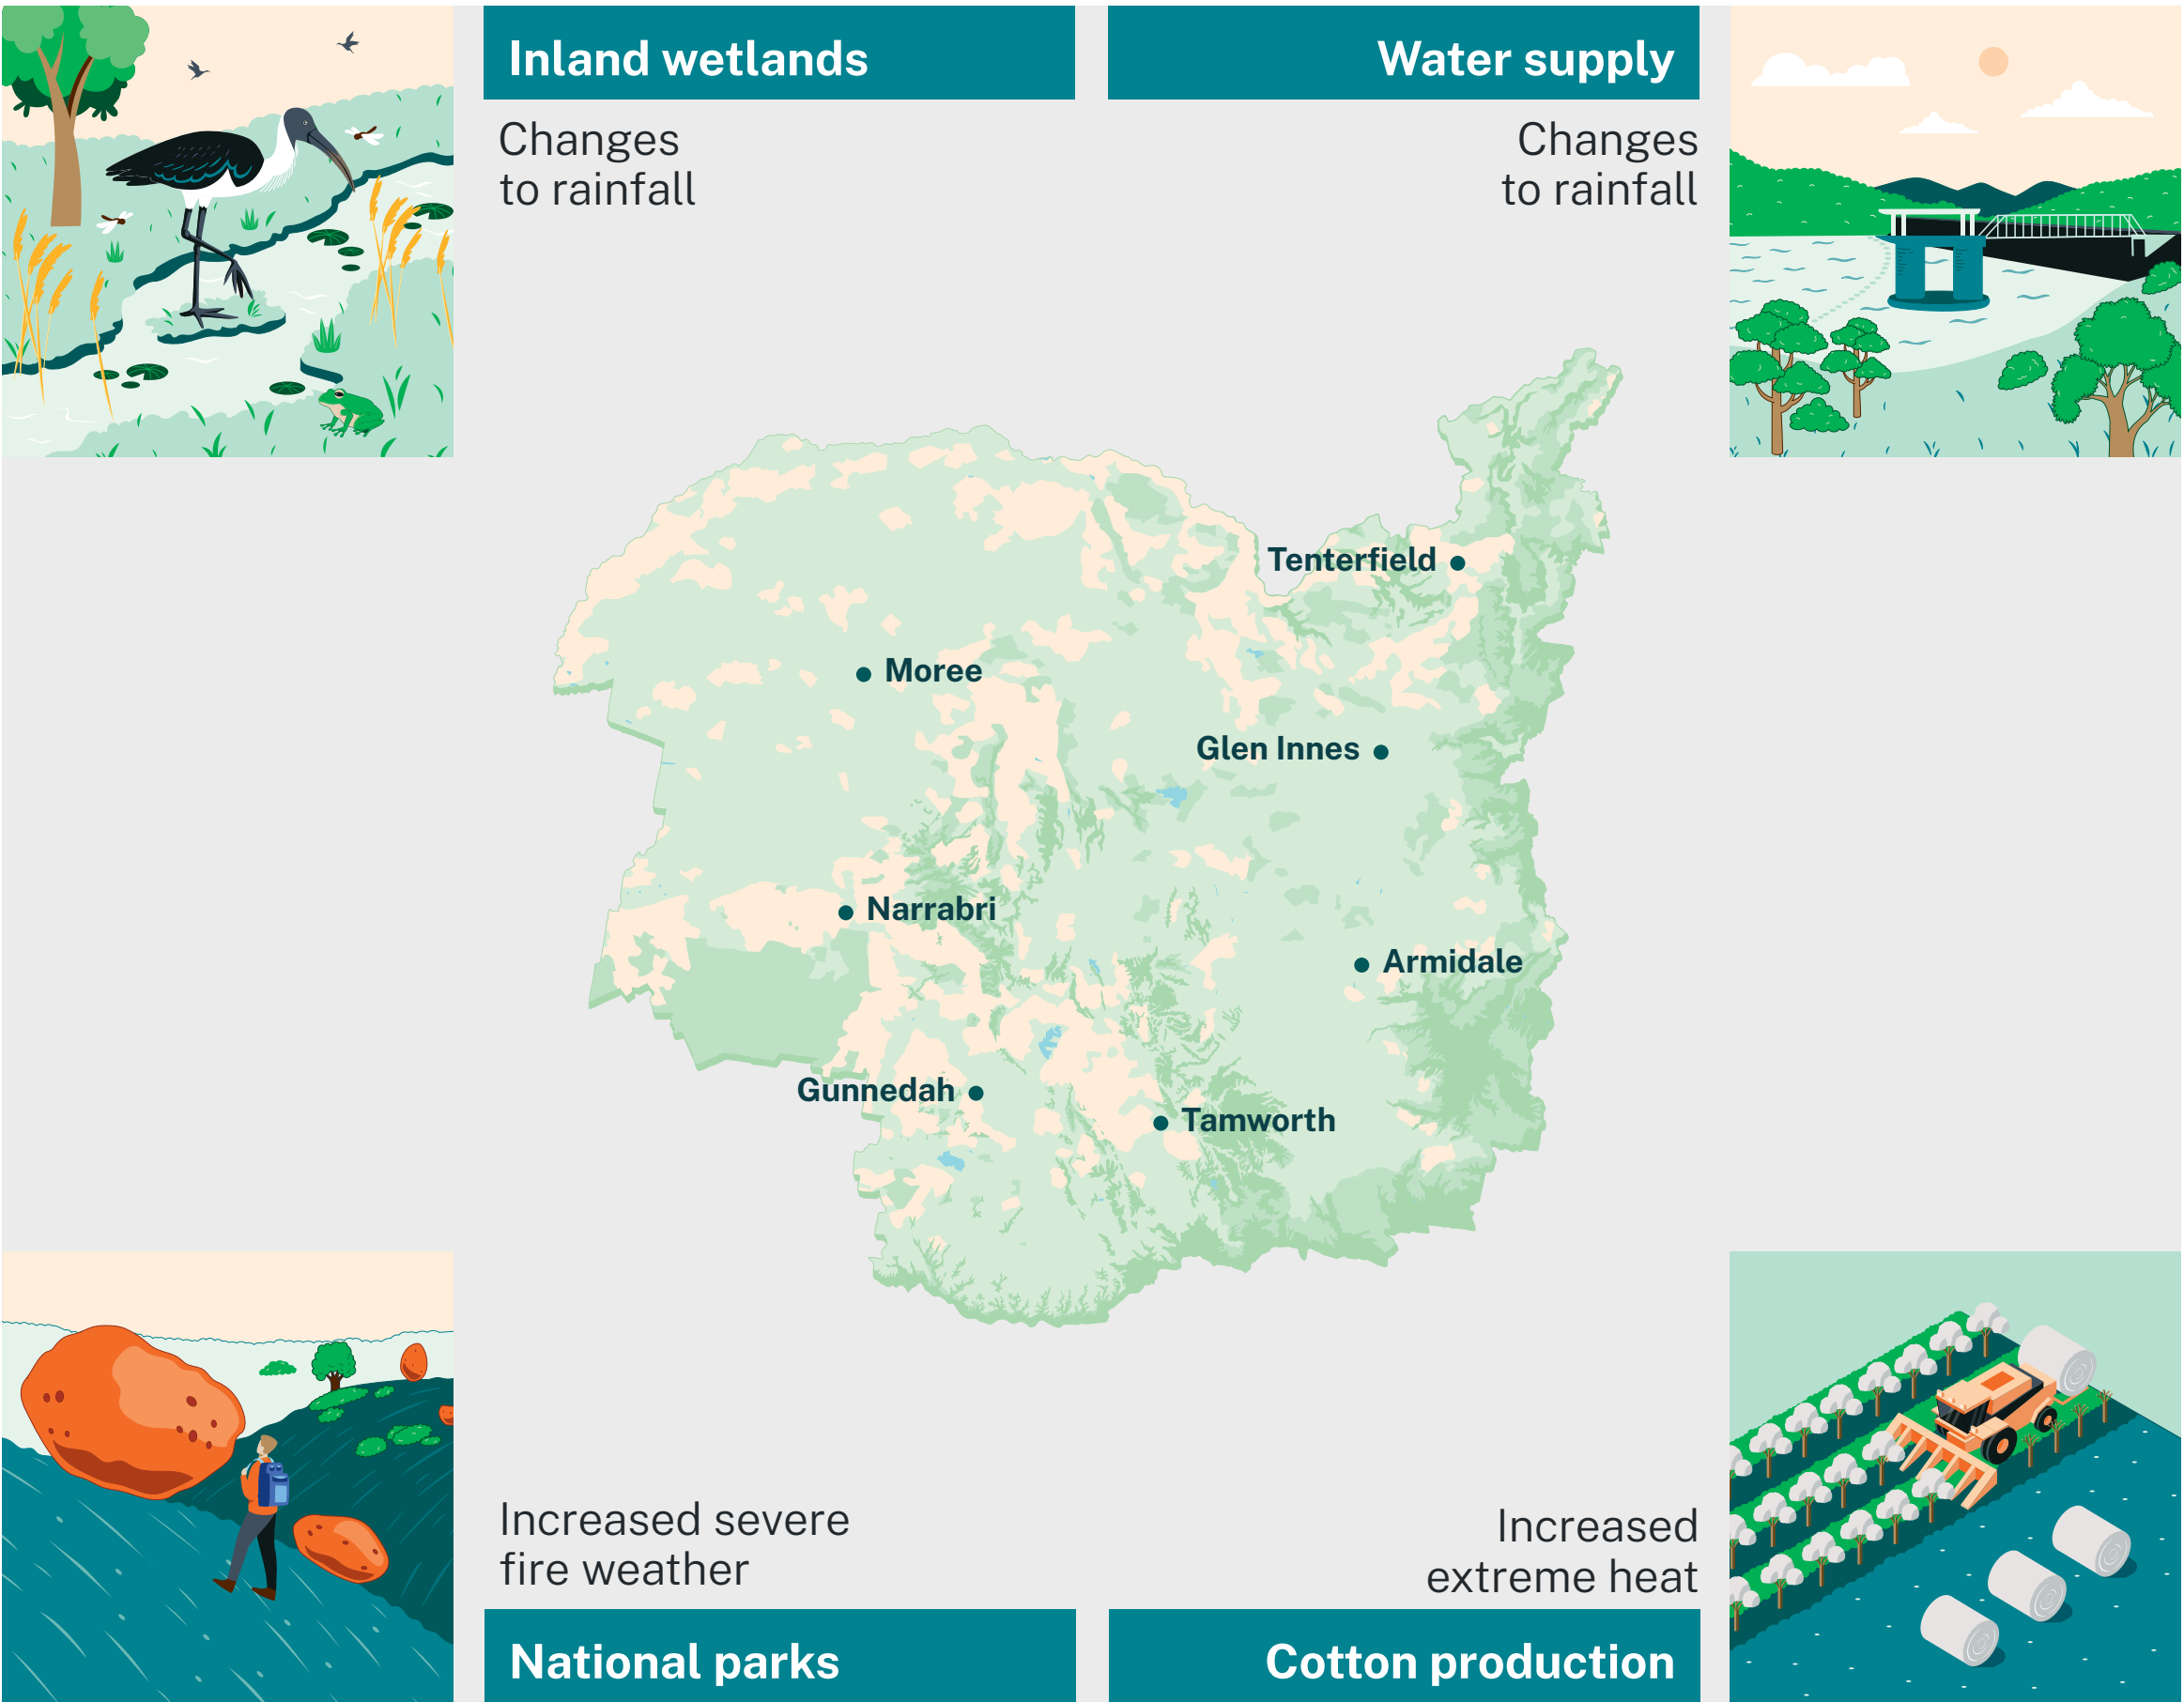 Inland wetlands
Changes
to rainfall
Water supply
Changes
to rainfall
Tenterfield
Moree
Glen Innes
Narrabri
Armidale
Gunnedah
Tamworth
Increased severe
fire weather
National parks
Increased
extreme heat
Cotton production